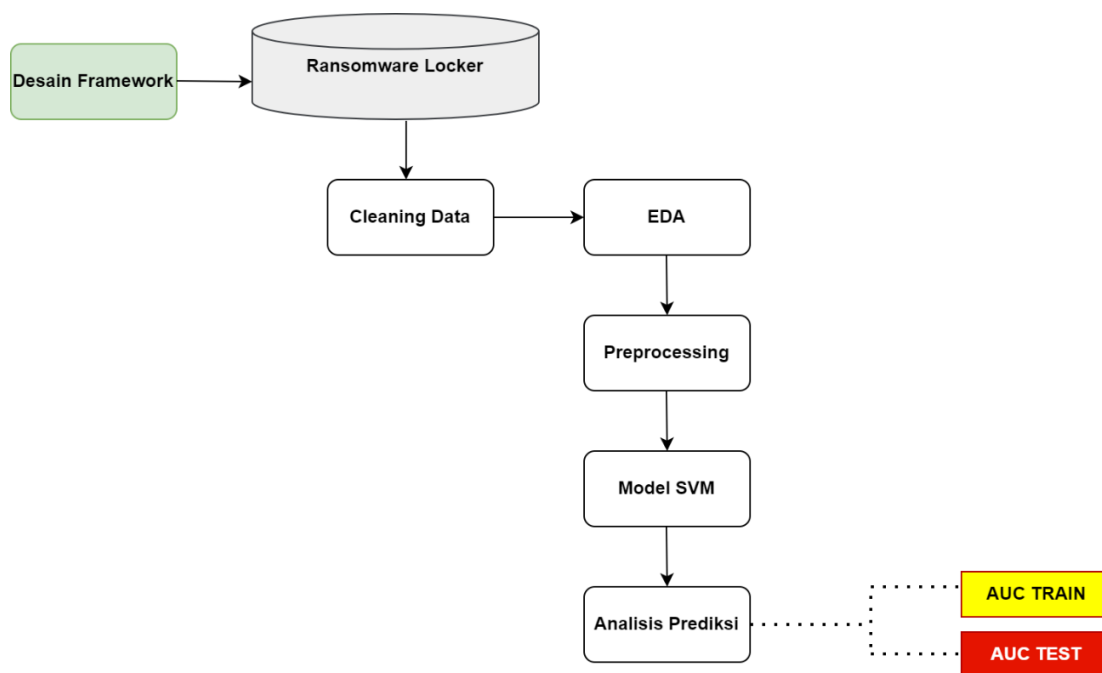 Desain Framework
Ransomware Locker
Cleaning Data
EDA
Preprocessing
Model SVM
Analisis Prediksi
AUC TRAIN
AUC TEST